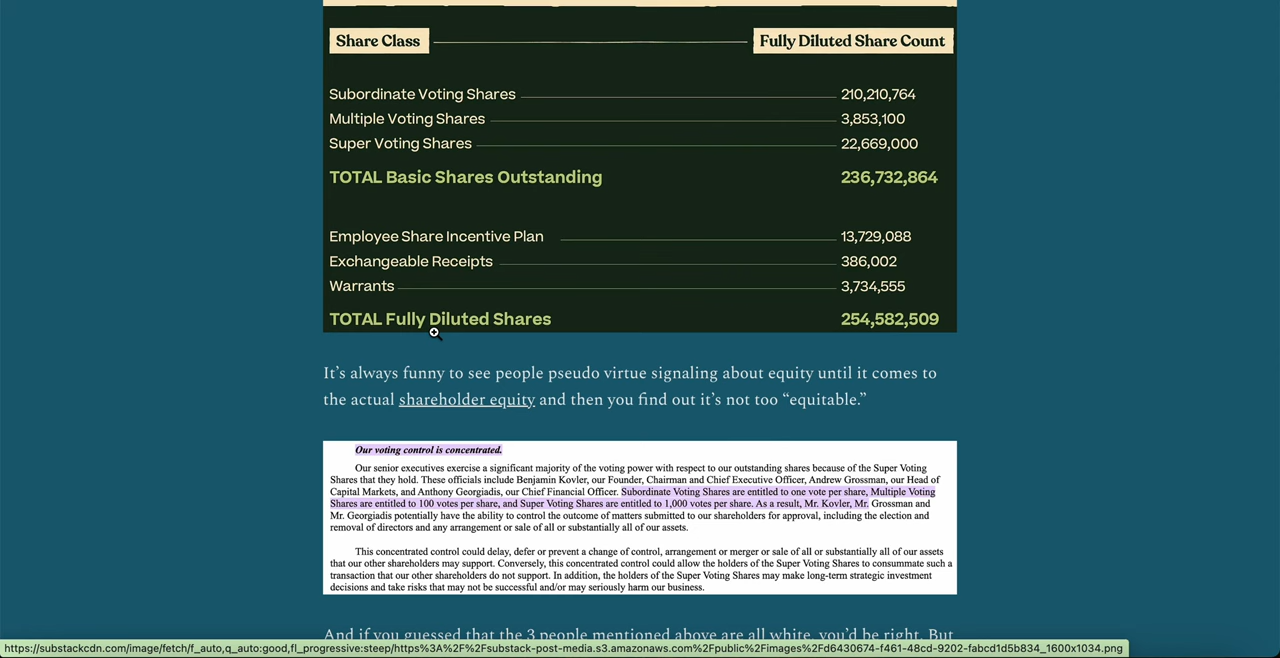 Share Class Fully Diluted Share Count
Subordinate Voting Shares 210,210,764
Multiple Voting Shares 3,853,100
Super Voting Shares 22,669,000
TOTAL Basic Shares Outstanding 236,732,864
Employee Share Incentive Plan 13,729,088
Exchangeable Receipts 386,002
Warrants 3,734,555
TOTAL Fully Diluted Shares 254,582,509
It’s always funny to see people pseudo virtue signaling about equity until it comes to
the actual shareholder equity and then you find out it’s not too “equitable.”
Our voting control is concentrated.
Our senior executives exercise a significant majority of the voting power with respect to our outstanding shares because of the Super Voting
Shares that they hold. These officials include Benjamin Kovler, our Founder, Chairman and Chief Executive Officer, Andrew Grossman, our Head of
Capital Markets, and Anthony Georgiadis, our Chief Financial Officer. Subordinate Voting Shares are entitled to one vote per share, Multiple Voting
Shares are entitled to 100 votes per share, and Super Voting Shares are entitled to 1,000 votes per share. As a result, Mr. Kovler, Mr. Grossman and
Mr. Georgiadis potentially have the ability to control the outcome of matters submitted to our shareholders for approval, including the election and
removal of directors and any arrangement or sale of all or substantially all of our assets.
This concentrated control could delay, defer or prevent a change of control, arrangement or merger or sale of all or substantially all of our assets
that our other shareholders may support. Conversely, this concentrated control could allow the holders of the Super Voting Shares to consummate such a
transaction that our other shareholders do not support. In addition, the holders of the Super Voting Shares may make long-term strategic investment
decisions and take risks that may not be successful and/or may seriously harm our business.
And if you guessed that the 3 people mentioned above are all white, you’d be right. But
https://substackcdn.com/image/fetch/f_auto,q_auto:good,fl_progressive:steep/https%3A%2F%2Fsubstack-post-media.s3.amazonaws.com%2Fpublic%2Fimages%2Fd6430674-f461-48cd-9202-fabcd1d5b834_1600x1034.png